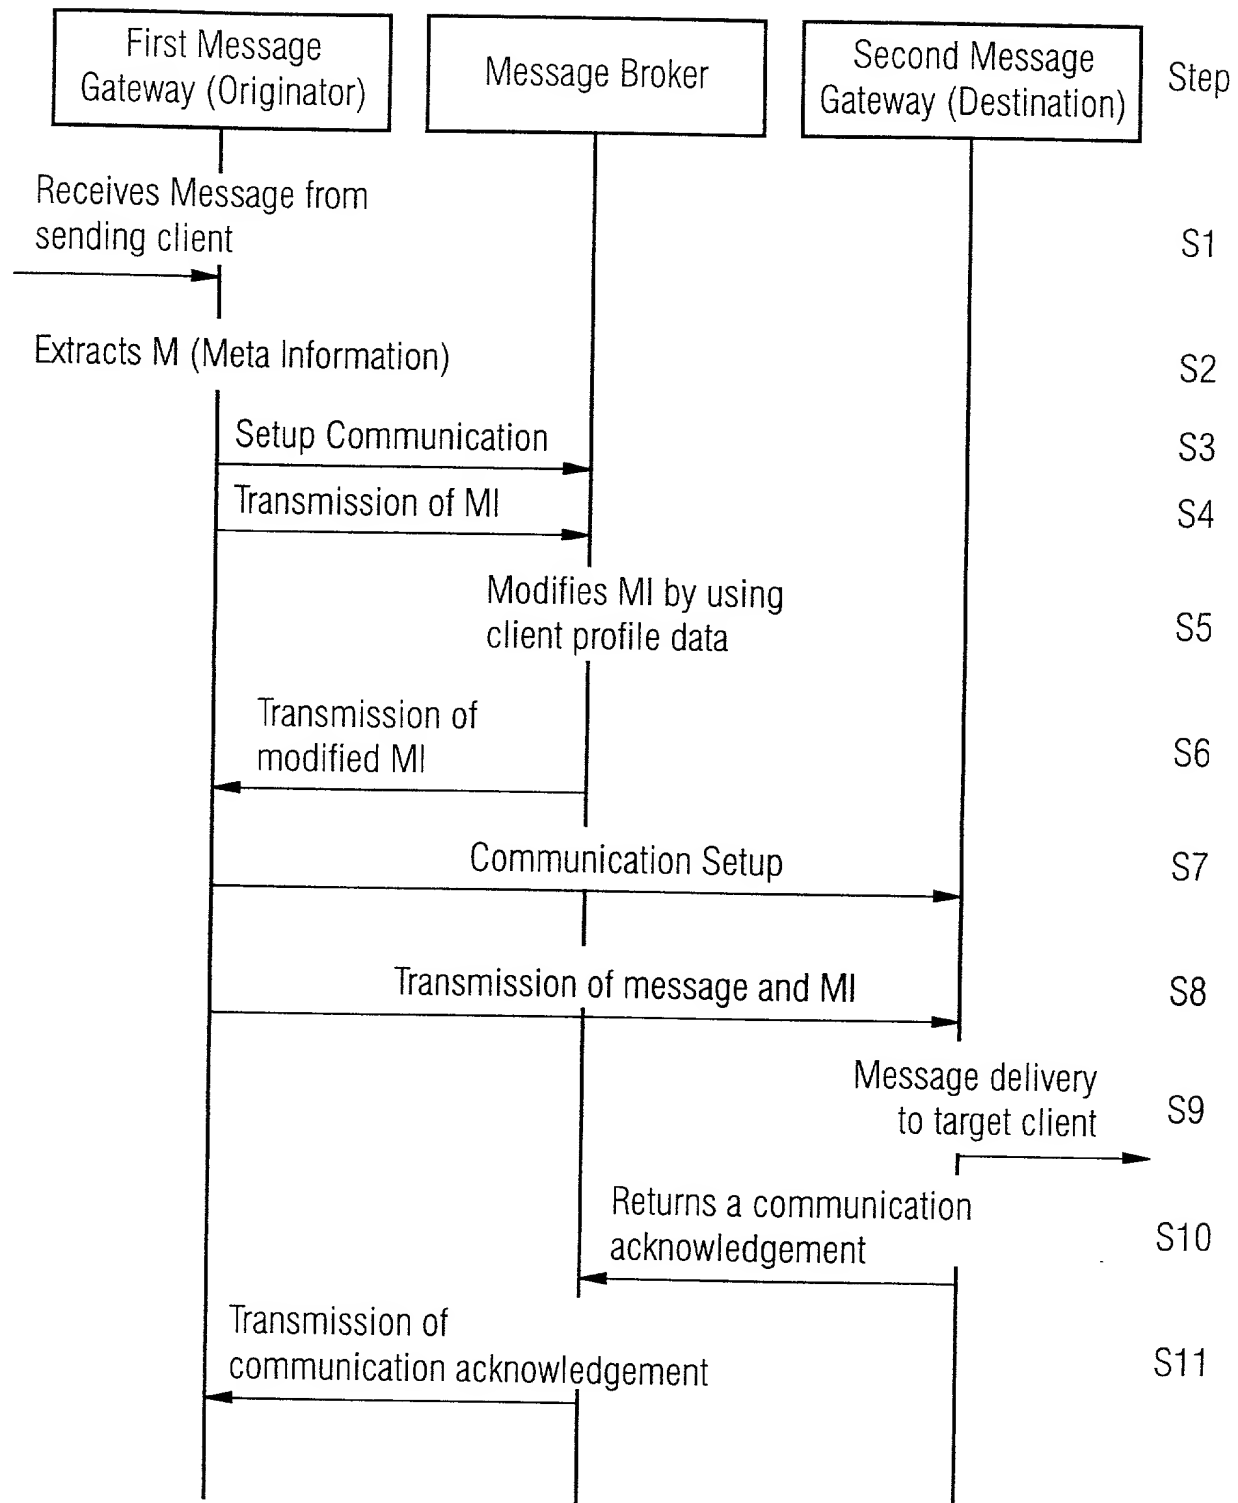 First Message
Gateway (Originator)
Message Broker
Second Message
Gateway (Destination)
Step
Receives Message from
sending client
S1
Extracts M (Meta Information)
S2
Setup Communication
S3
Transmission of MI
S4
Modifies MI by using
client profile data
S5
Transmission of
modified MI
S6
Communication Setup
S7
Transmission of message and MI
S8
Message delivery
to target client
S9
Returns a communication
acknowledgement
S10
Transmission of
communication acknowledgement
S11